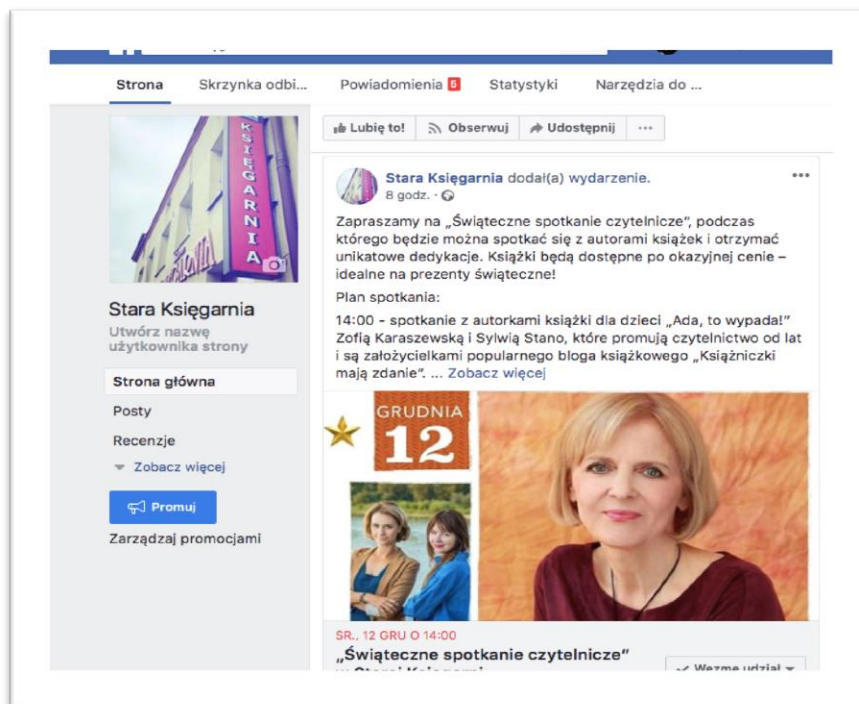 Strona Skrzynka odbi... Powiadomienia 5 Statystyki Narzędzia do ...
KSIĘGARNIA
Stara Księgarnia
Utwórz nazwę
użytkownika strony
Strona główna
Posty
Recenzje
Zobacz więcej
Promuj
Zarządzaj promocjami
Lubię to! Obserwuj Udostępnij ...
Stara Księgarnia dodał(a) wydarzenie.
8 godz. ·
Zapraszamy na „Świąteczne spotkanie czytelnicze”, podczas
którego będzie można spotkać się z autorami książek i otrzymać
unikatowe dedykacje. Książki będą dostępne po okazyjnej cenie –
idealne na prezenty świąteczne!
Plan spotkania:
14:00 - spotkanie z autorkami książki dla dzieci „Ada, to wypada!”
Zofią Karaszewską i Sylwią Stano, które promują czytelnictwo od lat
i są założycielkami popularnego bloga książkowego „Książniczki
mają zdanie”. ... Zobacz więcej
GRUDNIA
12
ŚR., 12 GRU O 14:00
„Świąteczne spotkanie czytelnicze”
w Starej Księgarni
Wezmę udział